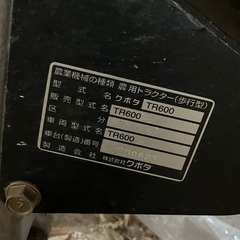 農業機械の種類 農用トラクター(歩行型)
型式名 クボタ TR600
販売型式名 TR600
区分
車両型式名 TR600
車台(製造)番号
製造会社 株式会社クボタ